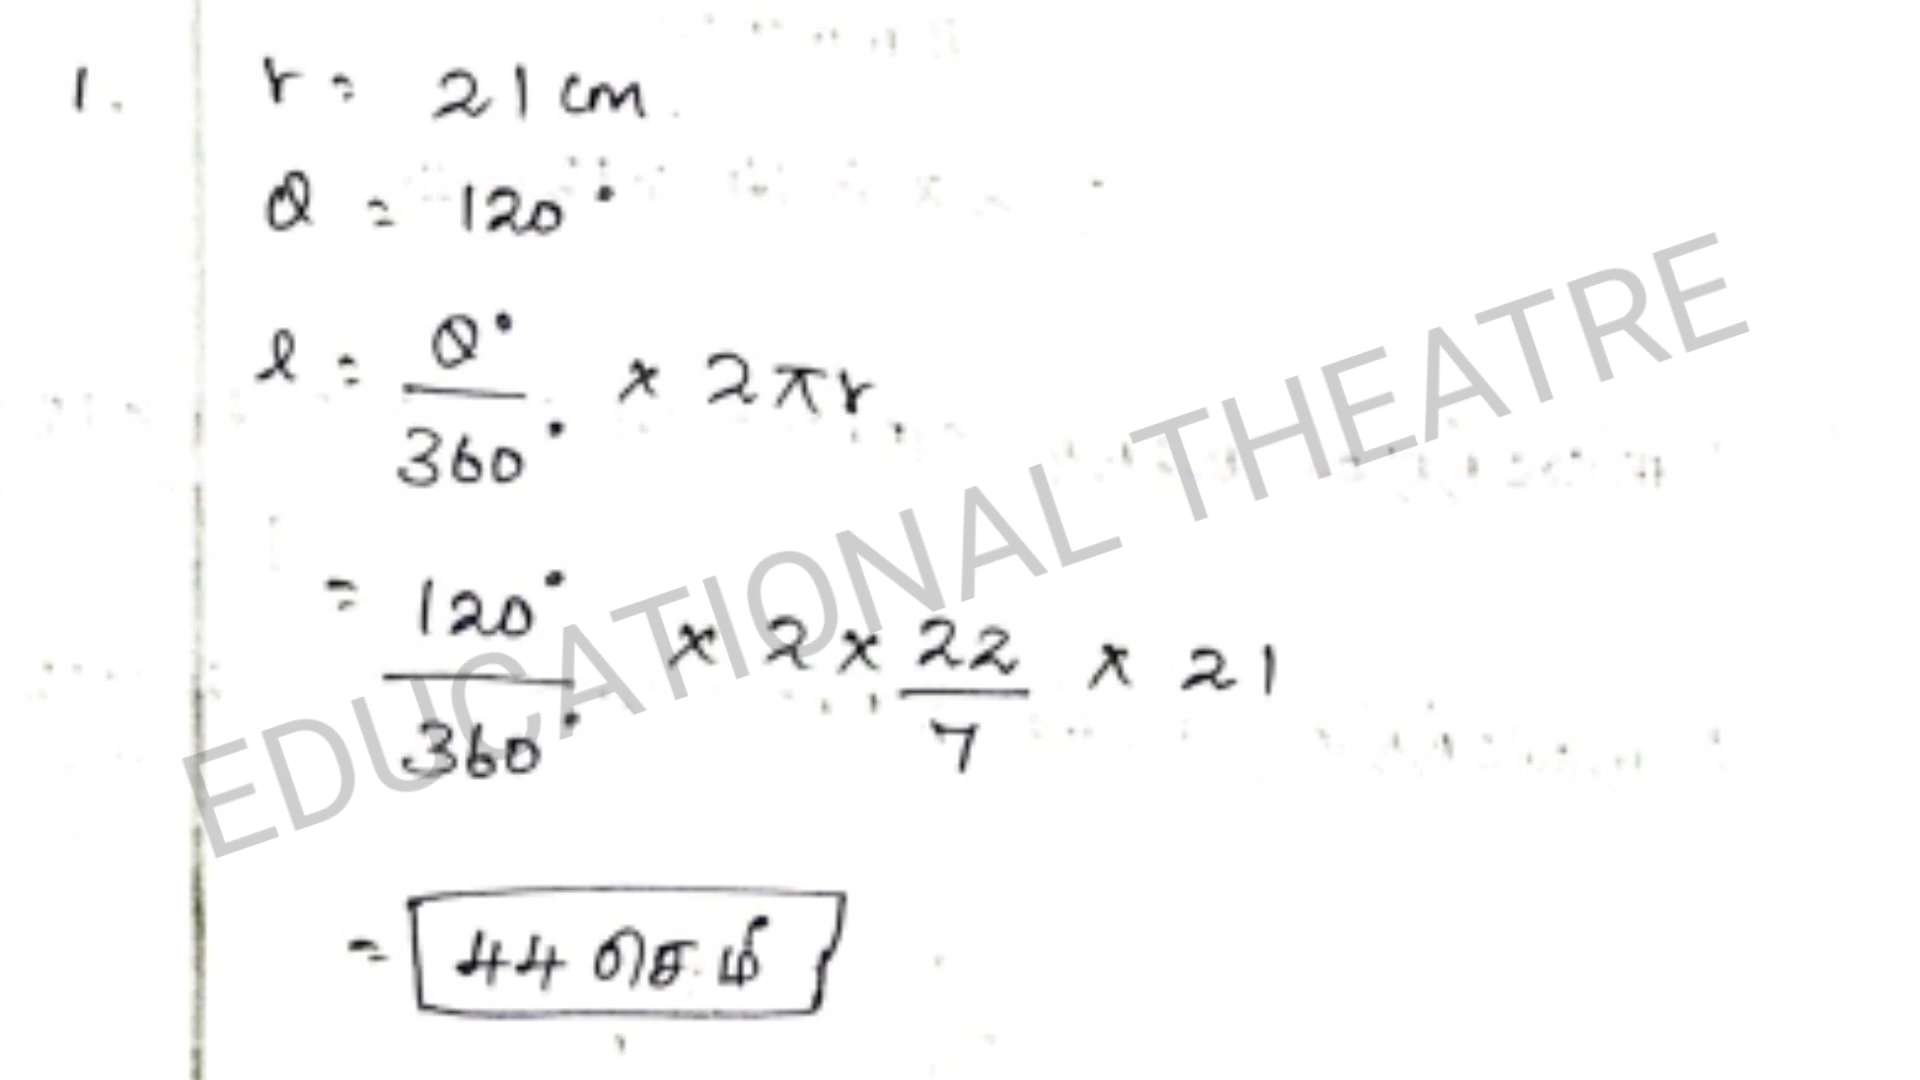 1. r = 21 cm.
θ = 120°
l = θ°/360° × 2πr.
= 120°/360° × 2 × 22/7 × 21
= 44 செ.மீ
EDUCATIONAL THEATRE